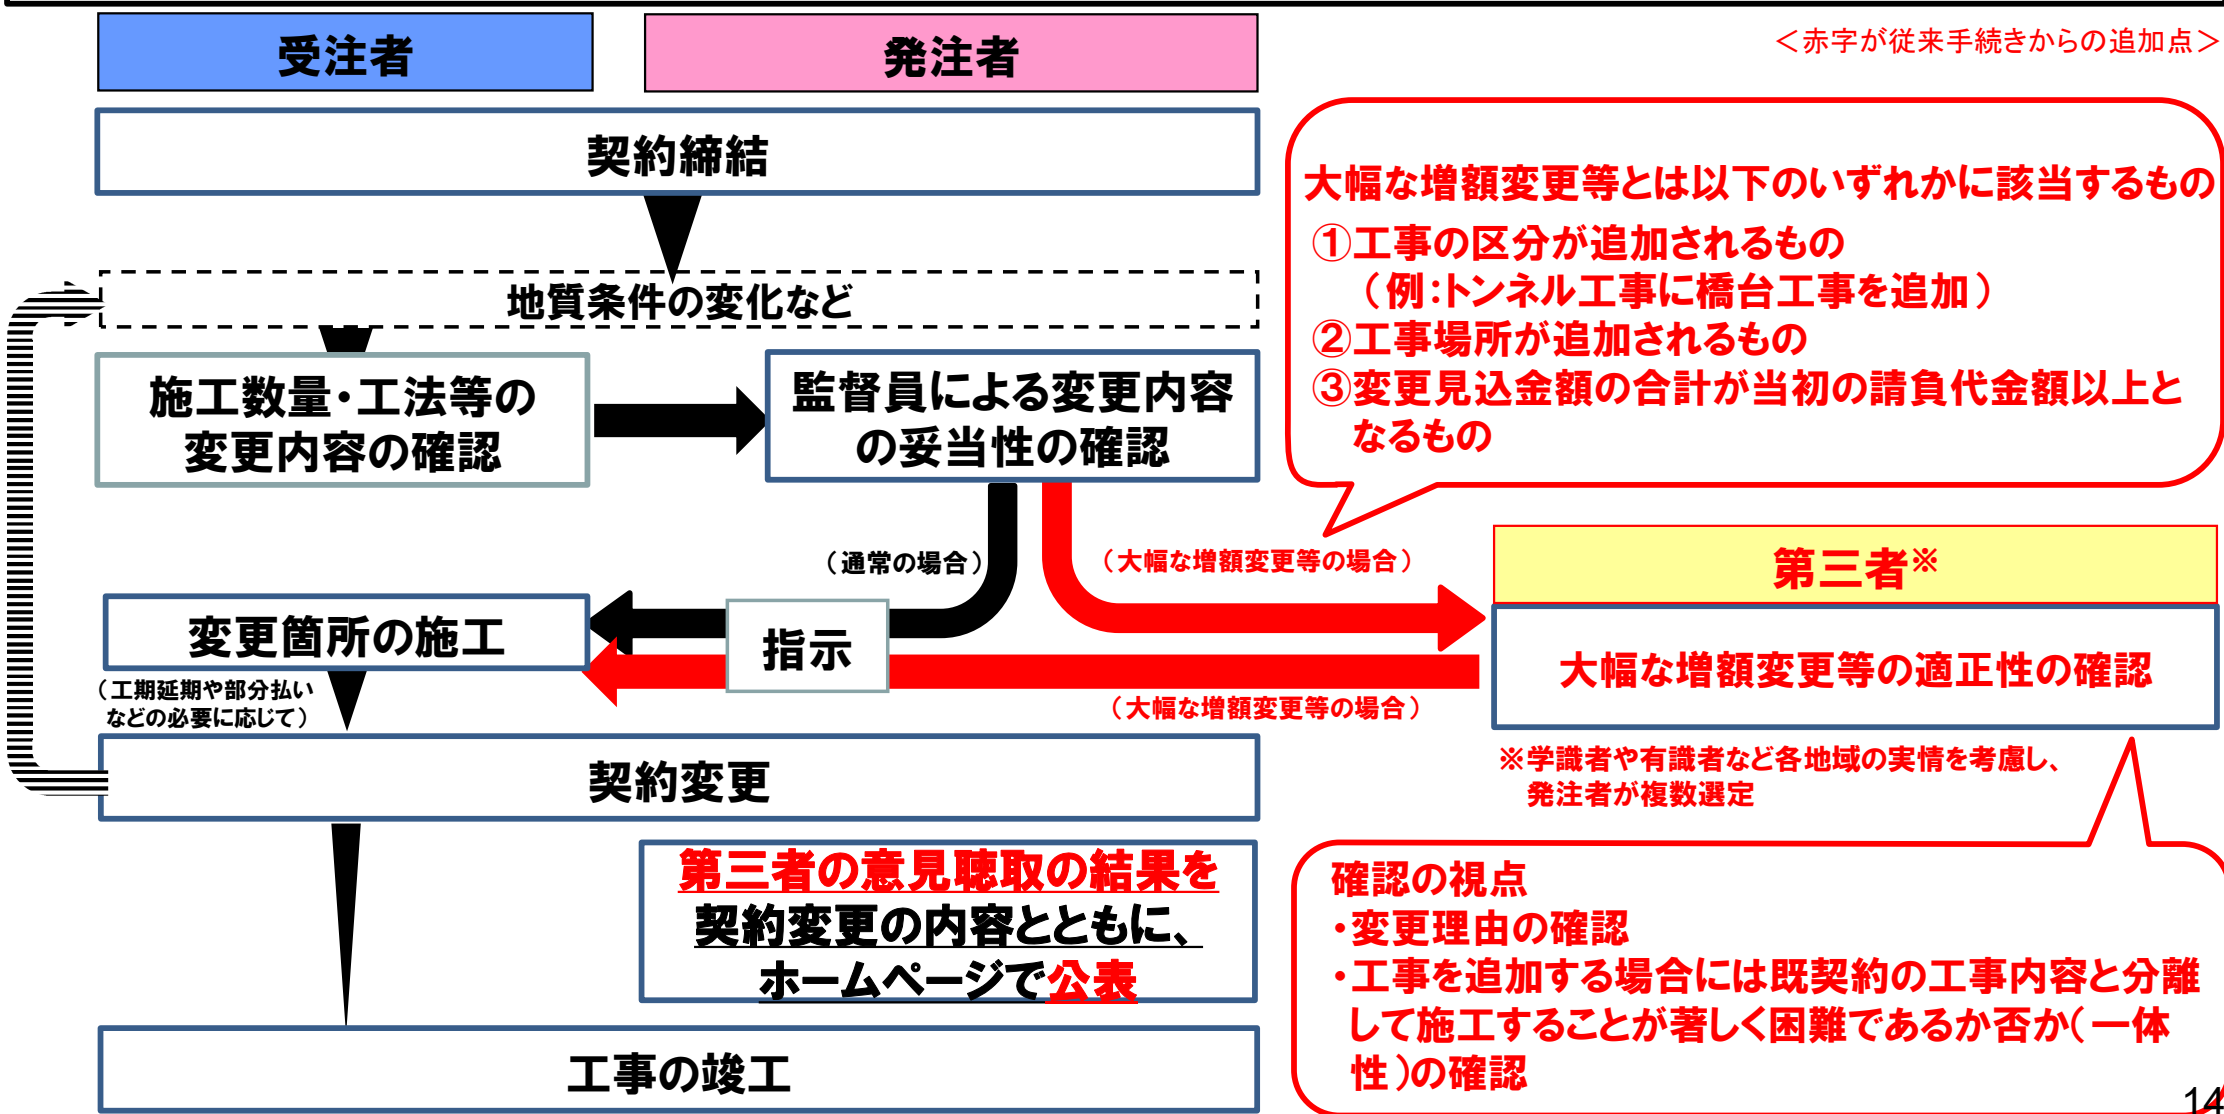 受注者
発注者
＜赤字が従来手続きからの追加点＞
契約締結
地質条件の変化など
施工数量・工法等の
変更内容の確認
監督員による変更内容
の妥当性の確認
大幅な増額変更等とは以下のいずれかに該当するもの
①工事の区分が追加されるもの
（例：トンネル工事に橋台工事を追加）
②工事場所が追加されるもの
③変更見込金額の合計が当初の請負代金額以上と
なるもの
（通常の場合）
（大幅な増額変更等の場合）
第三者※
変更箇所の施工
指示
大幅な増額変更等の適正性の確認
（工期延期や部分払い
などの必要に応じて）
（大幅な増額変更等の場合）
※学識者や有識者など各地域の実情を考慮し、
発注者が複数選定
契約変更
第三者の意見聴取の結果を
契約変更の内容とともに、
ホームページで公表
確認の視点
・変更理由の確認
・工事を追加する場合には既契約の工事内容と分離
して施工することが著しく困難であるか否か（一体
性）の確認
工事の竣工
14